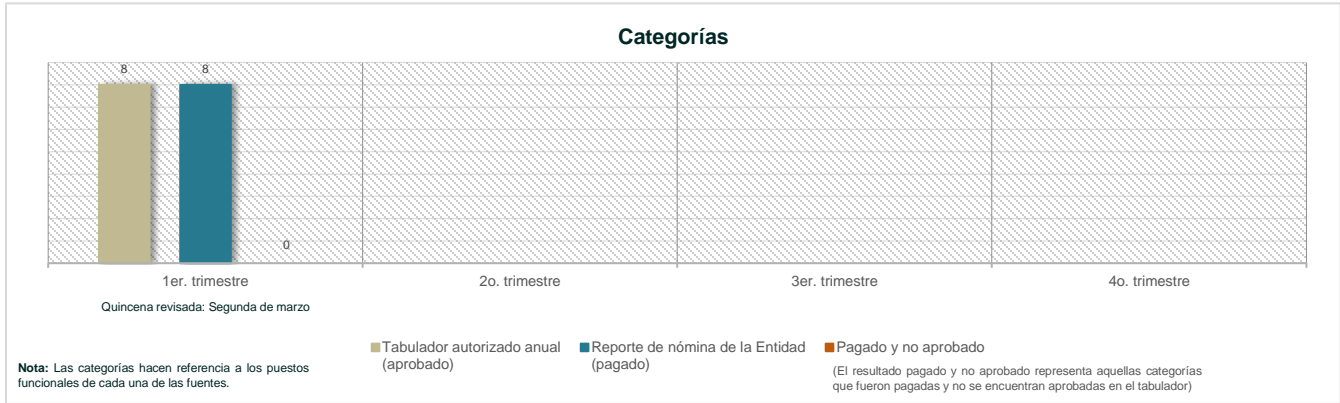 Categorías
8 8
0
1er. trimestre 2o. trimestre 3er. trimestre 4o. trimestre
Quincena revisada: Segunda de marzo
Tabulador autorizado anual
(aprobado)
Reporte de nómina de la Entidad
(pagado)
Pagado y no aprobado
(El resultado pagado y no aprobado representa aquellas categorías
que fueron pagadas y no se encuentran aprobadas en el tabulador)
Nota: Las categorías hacen referencia a los puestos
funcionales de cada una de las fuentes.